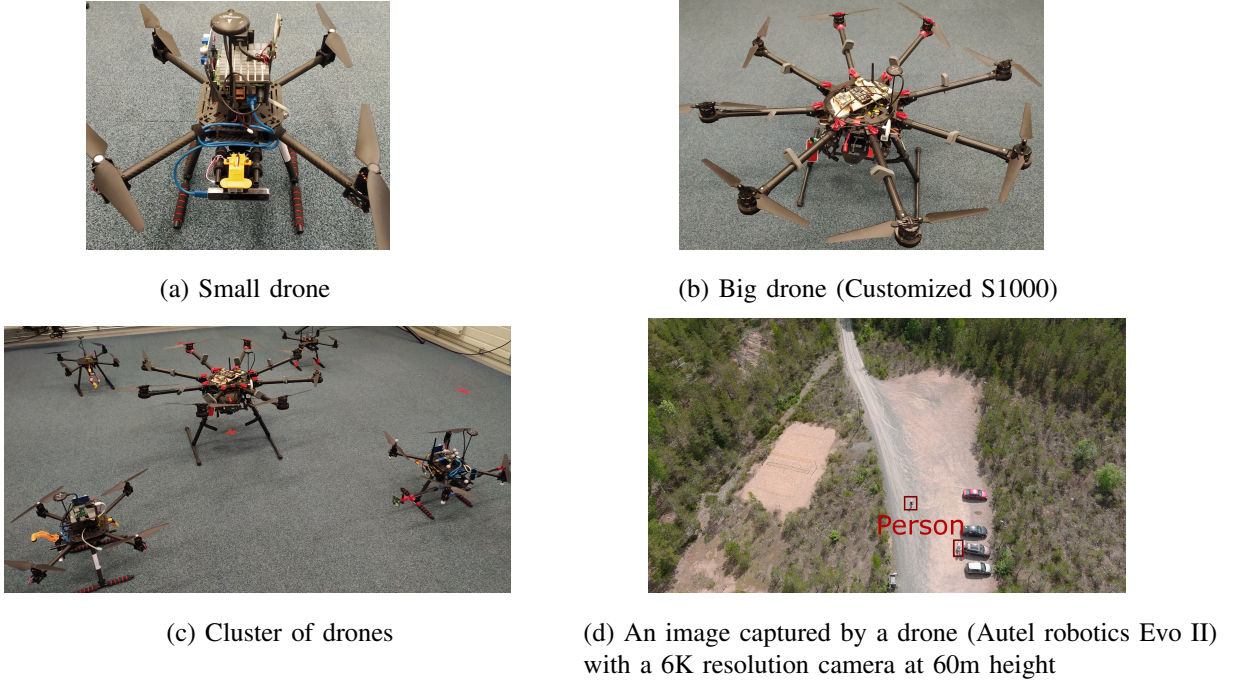 (a) Small drone
(b) Big drone (Customized S1000)
Person
(c) Cluster of drones
(d) An image captured by a drone (Autel robotics Evo II)
with a 6K resolution camera at 60m height